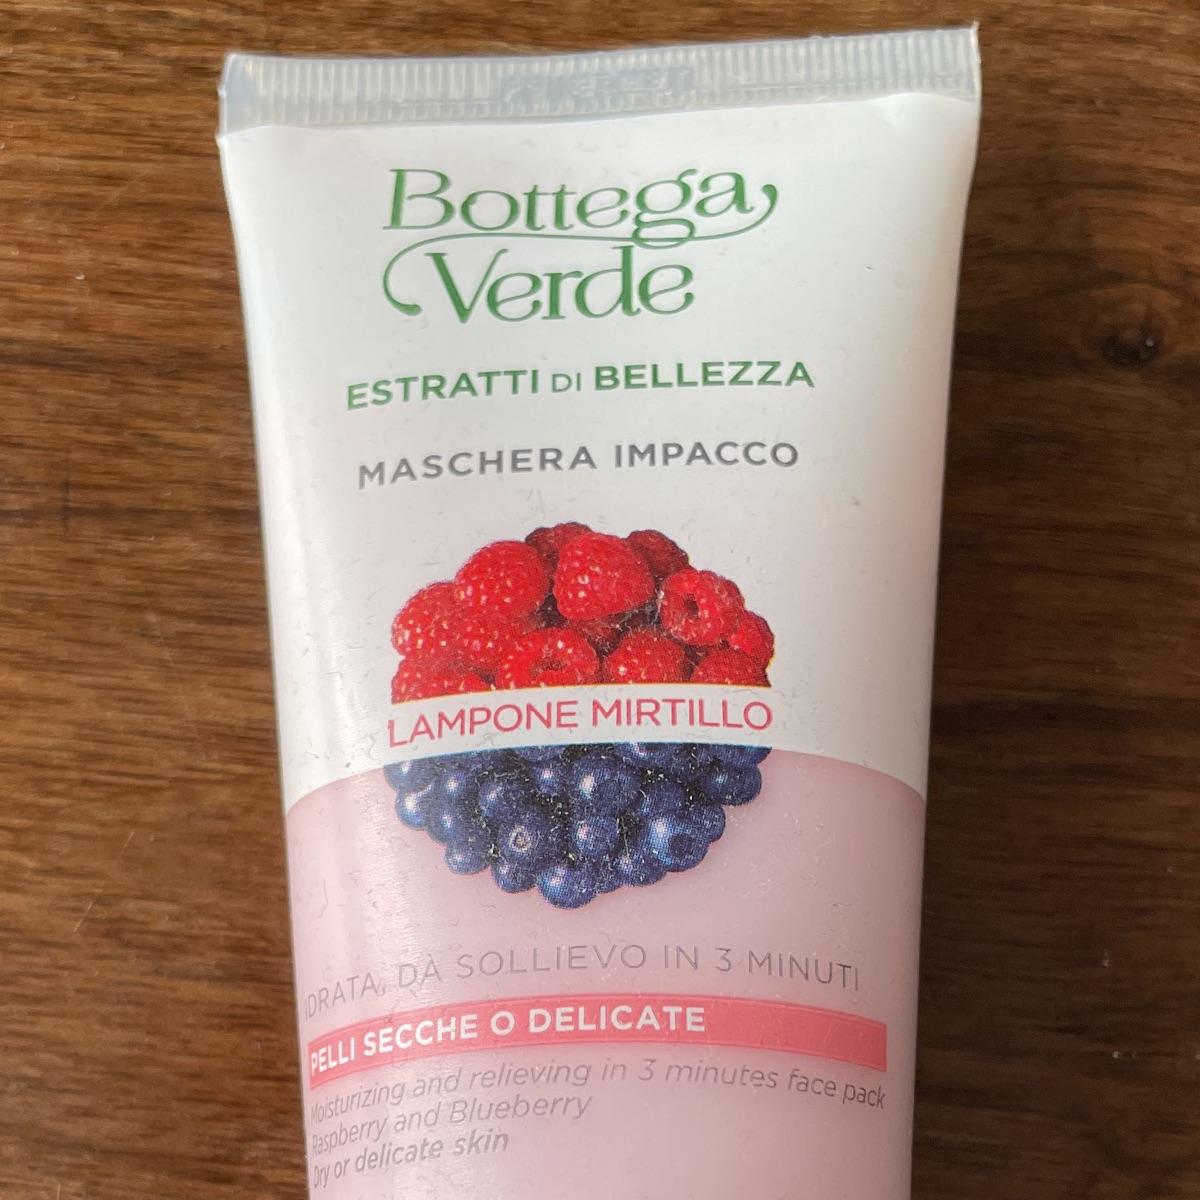 Bottega
Verde
ESTRATTI DI BELLEZZA
MASCHERA IMPACCO
LAMPONE MIRTILLO
IDRATA, DÀ SOLLIEVO IN 3 MINUTI
PELLI SECCHE O DELICATE
Moisturizing and relieving in 3 minutes face pack
Raspberry and Blueberry
Dry or delicate skin